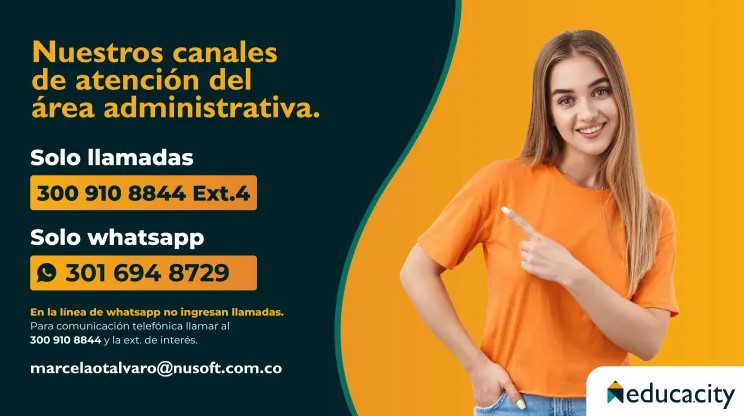 Nuestros canales
de atención del
área administrativa.
Solo llamadas
300 910 8844 Ext.4
Solo whatsapp
301 694 8729
En la línea de whatsapp no ingresan llamadas.
Para comunicación telefónica llamar al
300 910 8844 y la ext. de interés.
marcelaotalvaro@nusoft.com.co
educa.city